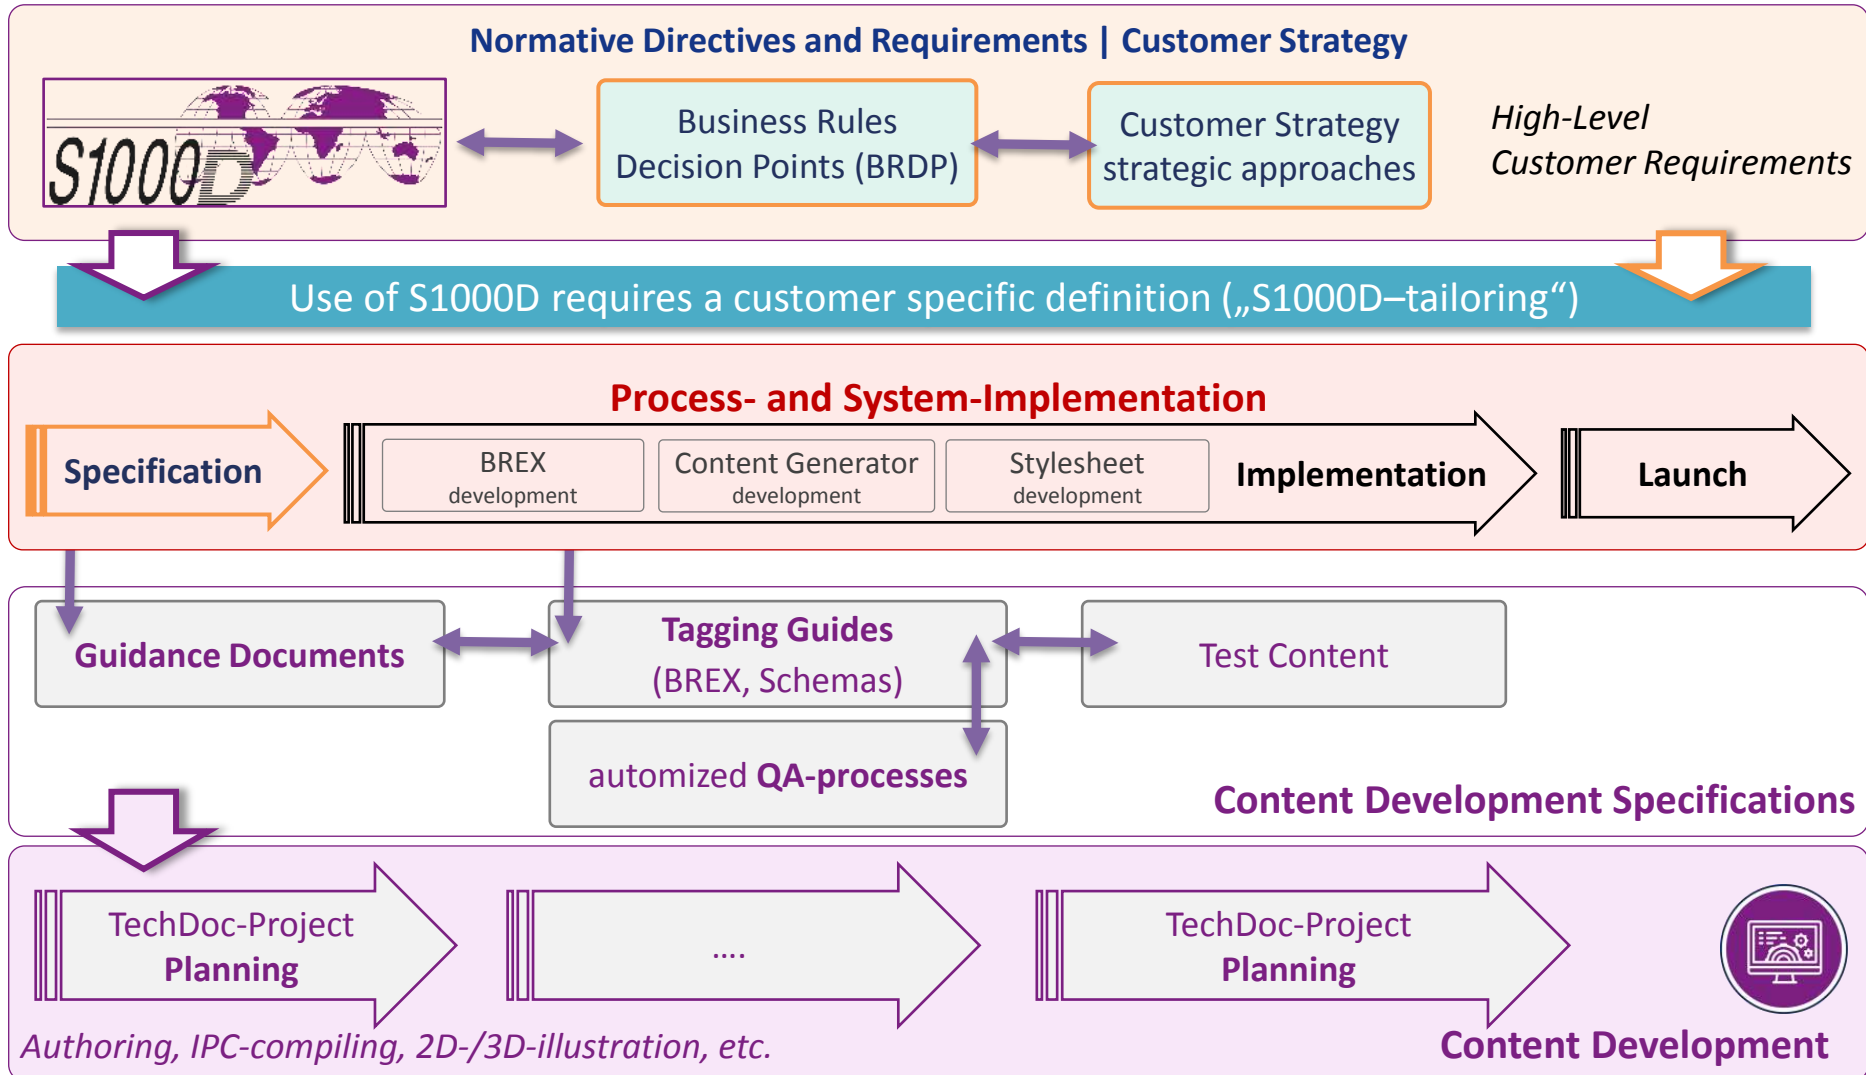 Normative Directives and Requirements | Customer Strategy
S1000D
Business Rules
Decision Points (BRDP)
Customer Strategy
strategic approaches
High-Level
Customer Requirements
Use of S1000D requires a customer specific definition („S1000D–tailoring“)
Process- and System-Implementation
Specification
BREX
development
Content Generator
development
Stylesheet
development
Implementation
Launch
Guidance Documents
Tagging Guides
(BREX, Schemas)
Test Content
automized QA-processes
Content Development Specifications
TechDoc-Project
Planning
....
TechDoc-Project
Planning
Authoring, IPC-compiling, 2D-/3D-illustration, etc.
Content Development